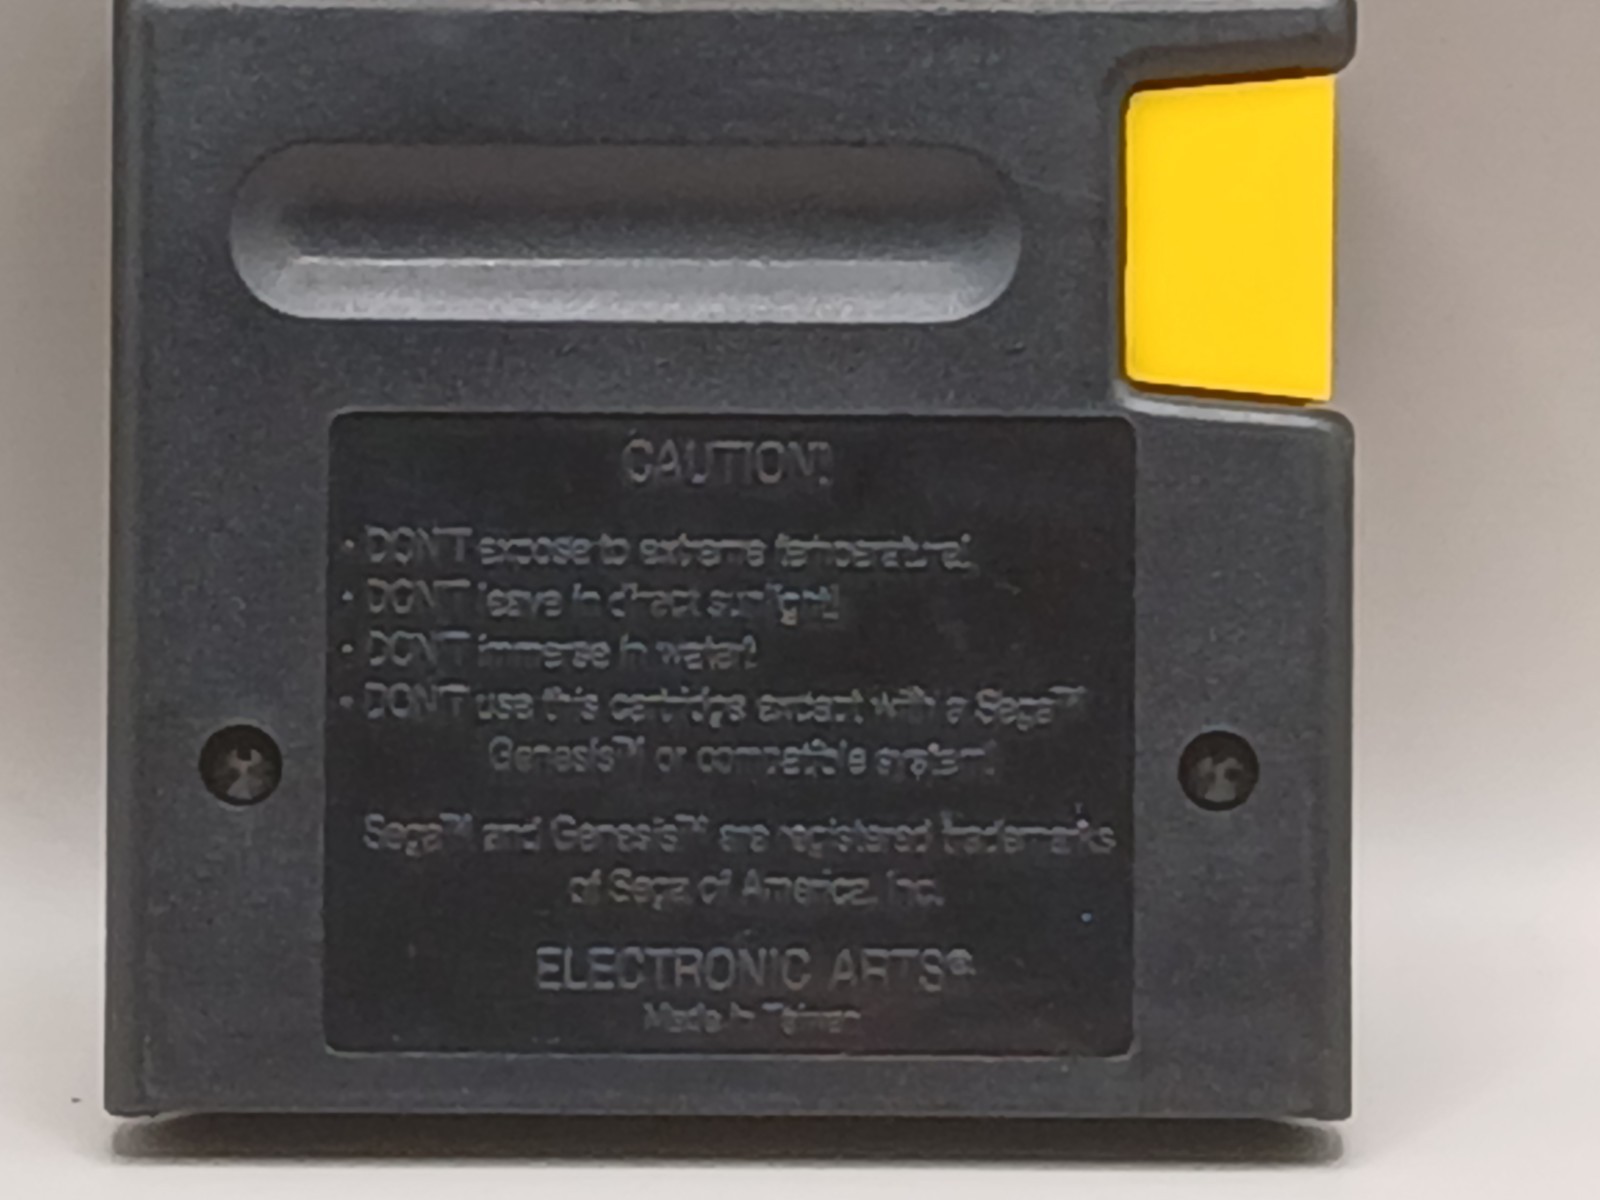 CAUTION!
• DON'T expose to extreme temperature!
• DON'T leave in direct sunlight!
• DON'T immerse in water!
• DON'T use this cartridge except with a Sega™
Genesis™ or compatible system!
Sega™ and Genesis™ are registered trademarks
of Sega of America, Inc.
ELECTRONIC ARTS®
Made in Taiwan